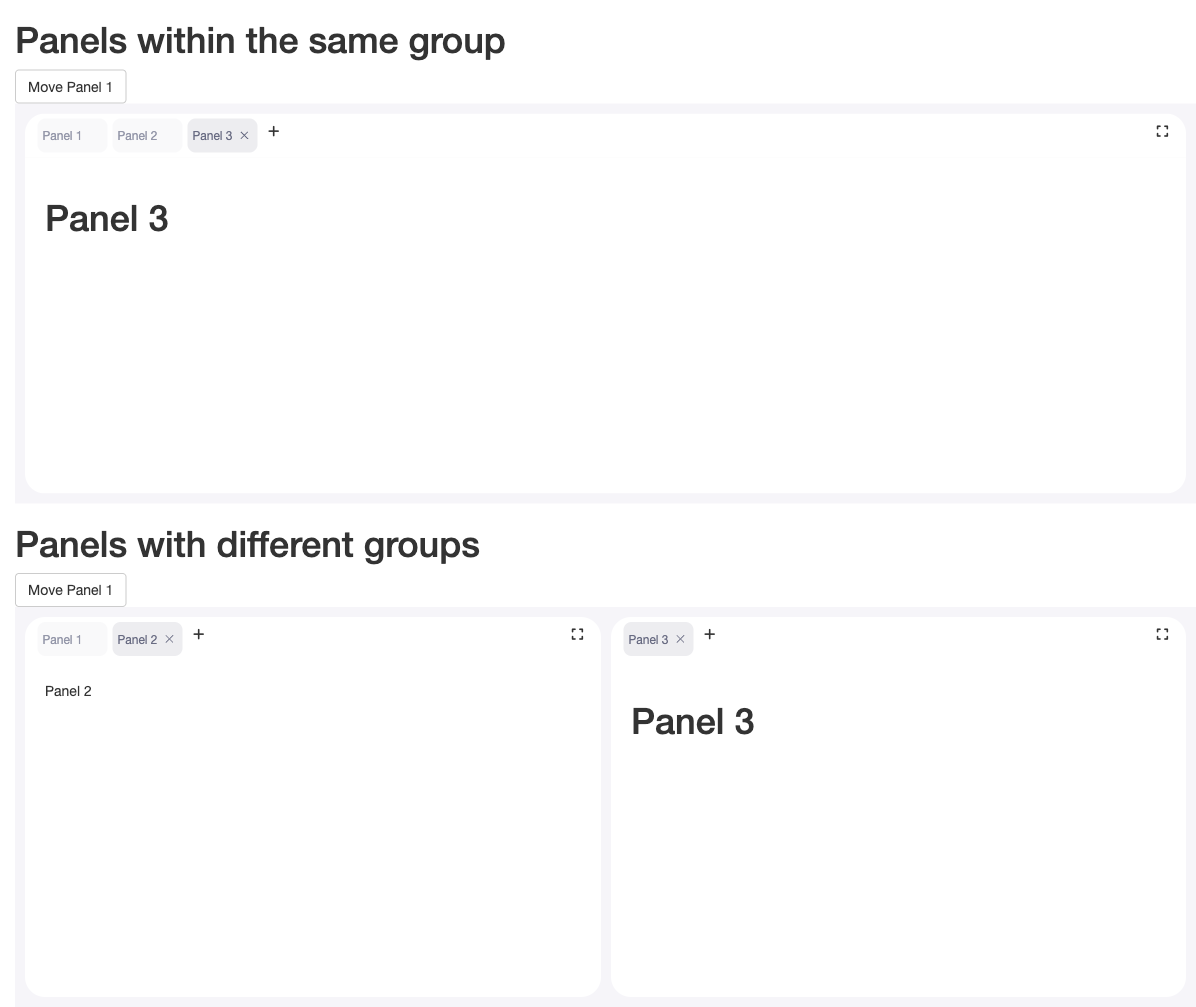 Panels within the same group
Move Panel 1
Panel 1 Panel 2 Panel 3
Panel 3
Panels with different groups
Move Panel 1
Panel 1 Panel 2
Panel 2
Panel 3
Panel 3